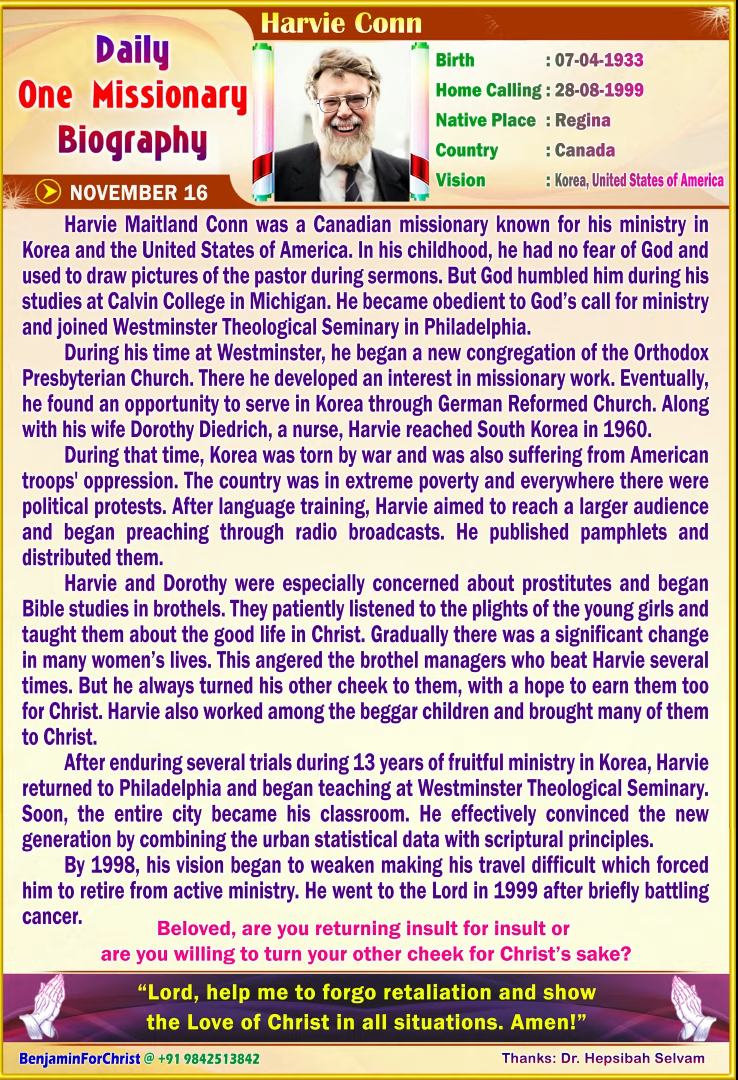 Harvie Conn
Daily
One Missionary
Biography
NOVEMBER 16
Birth : 07-04-1933
Home Calling : 28-08-1999
Native Place : Regina
Country : Canada
Vision : Korea, United States of America
Harvie Maitland Conn was a Canadian missionary known for his ministry in
Korea and the United States of America. In his childhood, he had no fear of God and
used to draw pictures of the pastor during sermons. But God humbled him during his
studies at Calvin College in Michigan. He became obedient to God’s call for ministry
and joined Westminster Theological Seminary in Philadelphia.
During his time at Westminster, he began a new congregation of the Orthodox
Presbyterian Church. There he developed an interest in missionary work. Eventually,
he found an opportunity to serve in Korea through German Reformed Church. Along
with his wife Dorothy Diedrich, a nurse, Harvie reached South Korea in 1960.
During that time, Korea was torn by war and was also suffering from American
troops' oppression. The country was in extreme poverty and everywhere there were
political protests. After language training, Harvie aimed to reach a larger audience
and began preaching through radio broadcasts. He published pamphlets and
distributed them.
Harvie and Dorothy were especially concerned about prostitutes and began
Bible studies in brothels. They patiently listened to the plights of the young girls and
taught them about the good life in Christ. Gradually there was a significant change
in many women’s lives. This angered the brothel managers who beat Harvie several
times. But he always turned his other cheek to them, with a hope to earn them too
for Christ. Harvie also worked among the beggar children and brought many of them
to Christ.
After enduring several trials during 13 years of fruitful ministry in Korea, Harvie
returned to Philadelphia and began teaching at Westminster Theological Seminary.
Soon, the entire city became his classroom. He effectively convinced the new
generation by combining the urban statistical data with scriptural principles.
By 1998, his vision began to weaken making his travel difficult which forced
him to retire from active ministry. He went to the Lord in 1999 after briefly battling
cancer.
Beloved, are you returning insult for insult or
are you willing to turn your other cheek for Christ’s sake?
“Lord, help me to forgo retaliation and show
the Love of Christ in all situations. Amen!”
BenjaminForChrist @ +91 9842513842
Thanks: Dr. Hepsibah Selvam